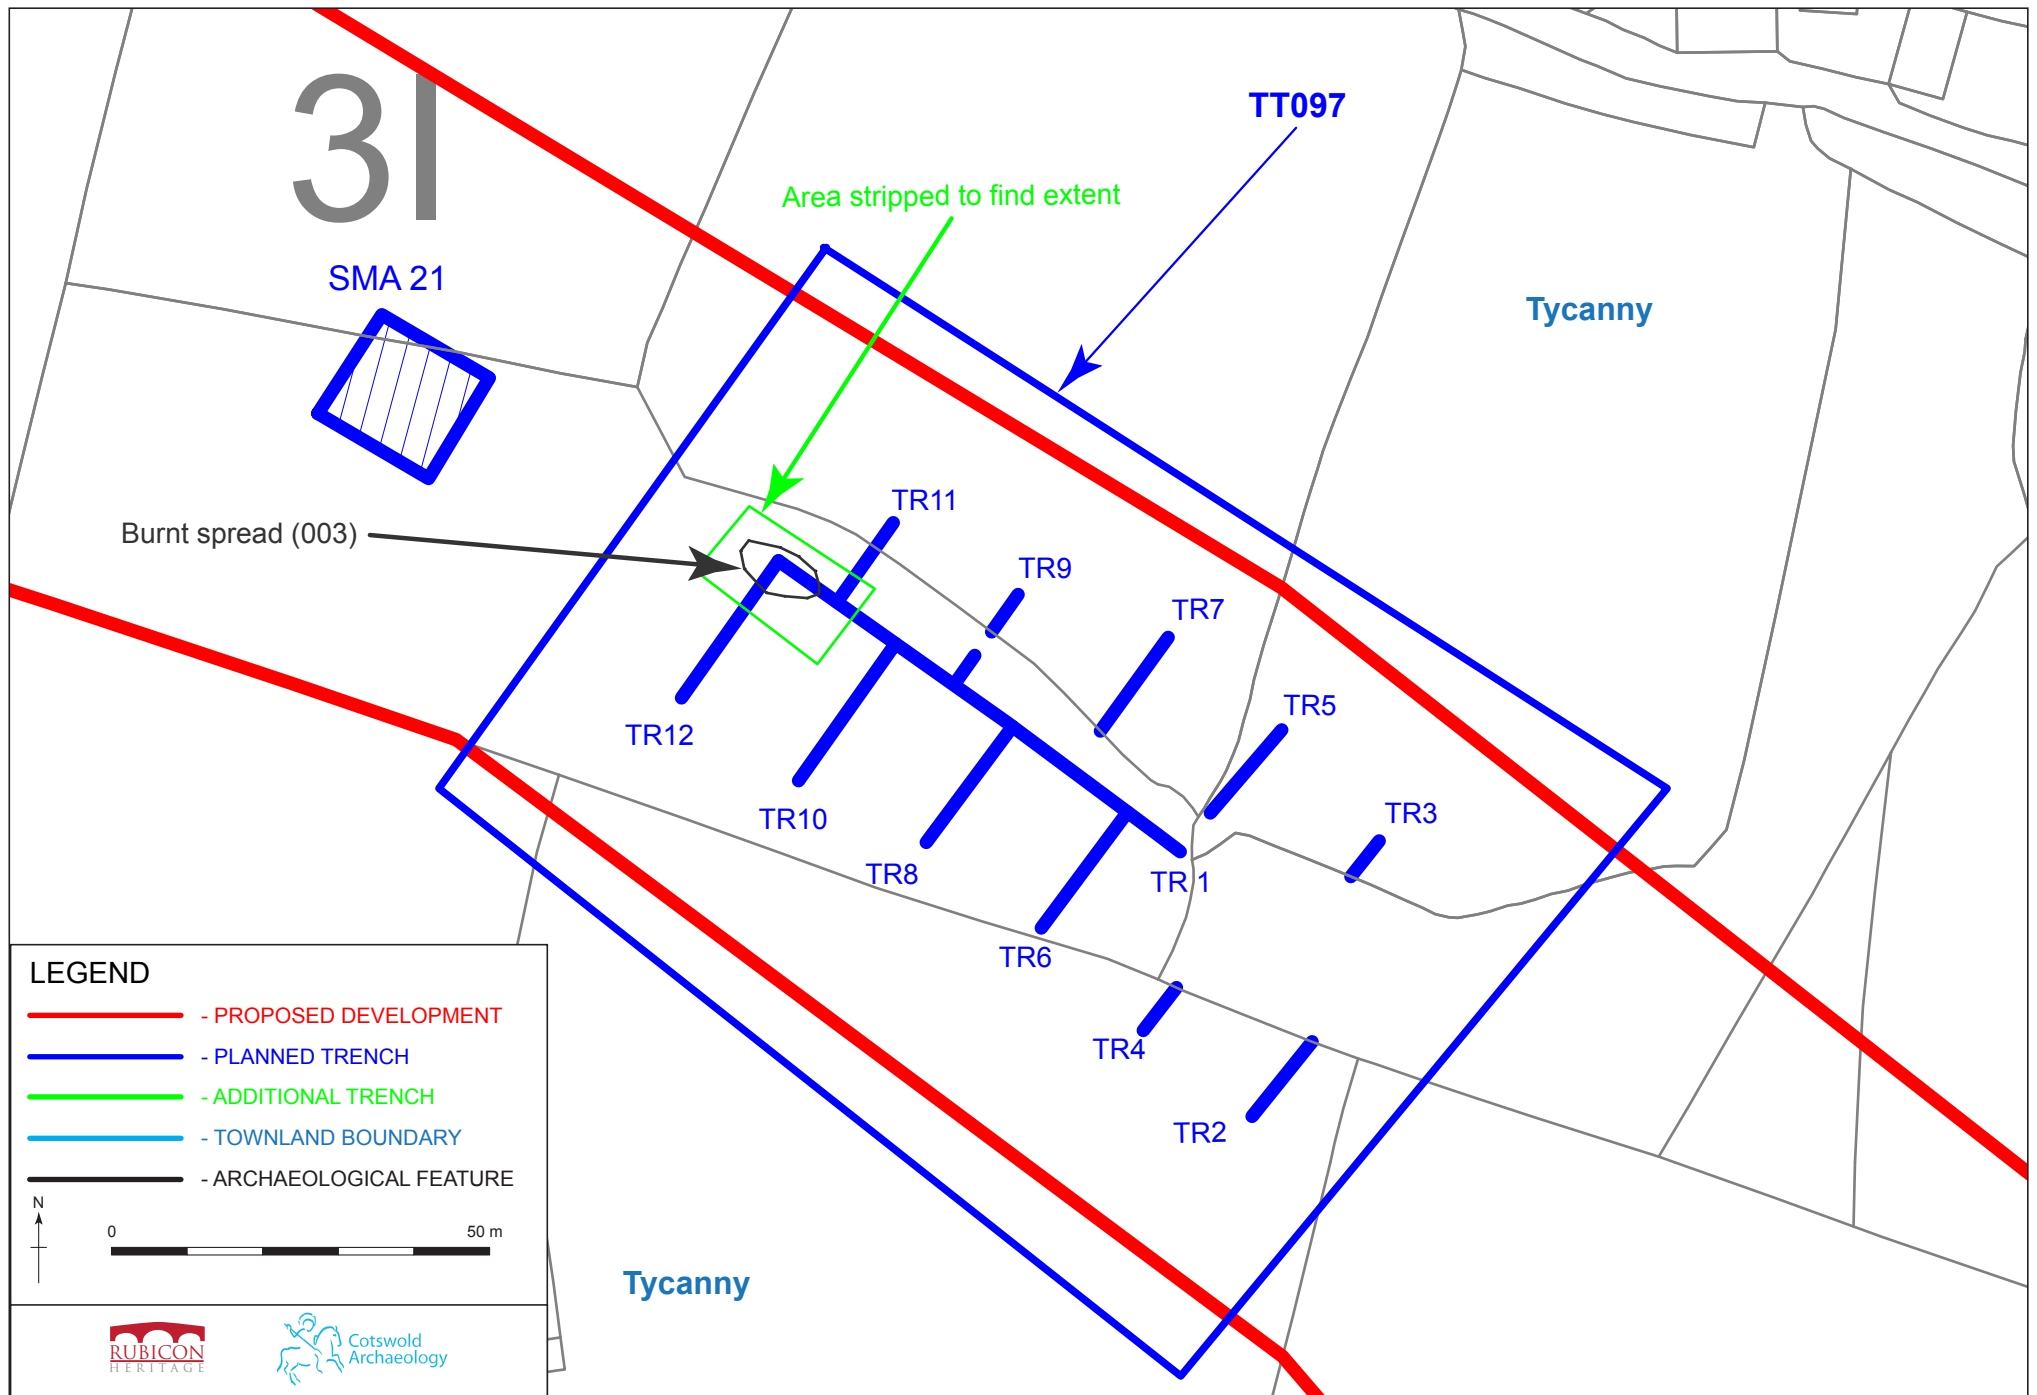 3I
TT097
Area stripped to find extent
SMA 21
Tycanny
TR11
Burnt spread (003)
TR9
TR7
TR5
TR12
TR3
TR10
TR8
TR 1
TR6
TR4
TR2
LEGEND
- PROPOSED DEVELOPMENT
- PLANNED TRENCH
- ADDITIONAL TRENCH
- TOWNLAND BOUNDARY
- ARCHAEOLOGICAL FEATURE
N
0 50 m
Tycanny
RUBICON
HERITAGE
Cotswold
Archaeology